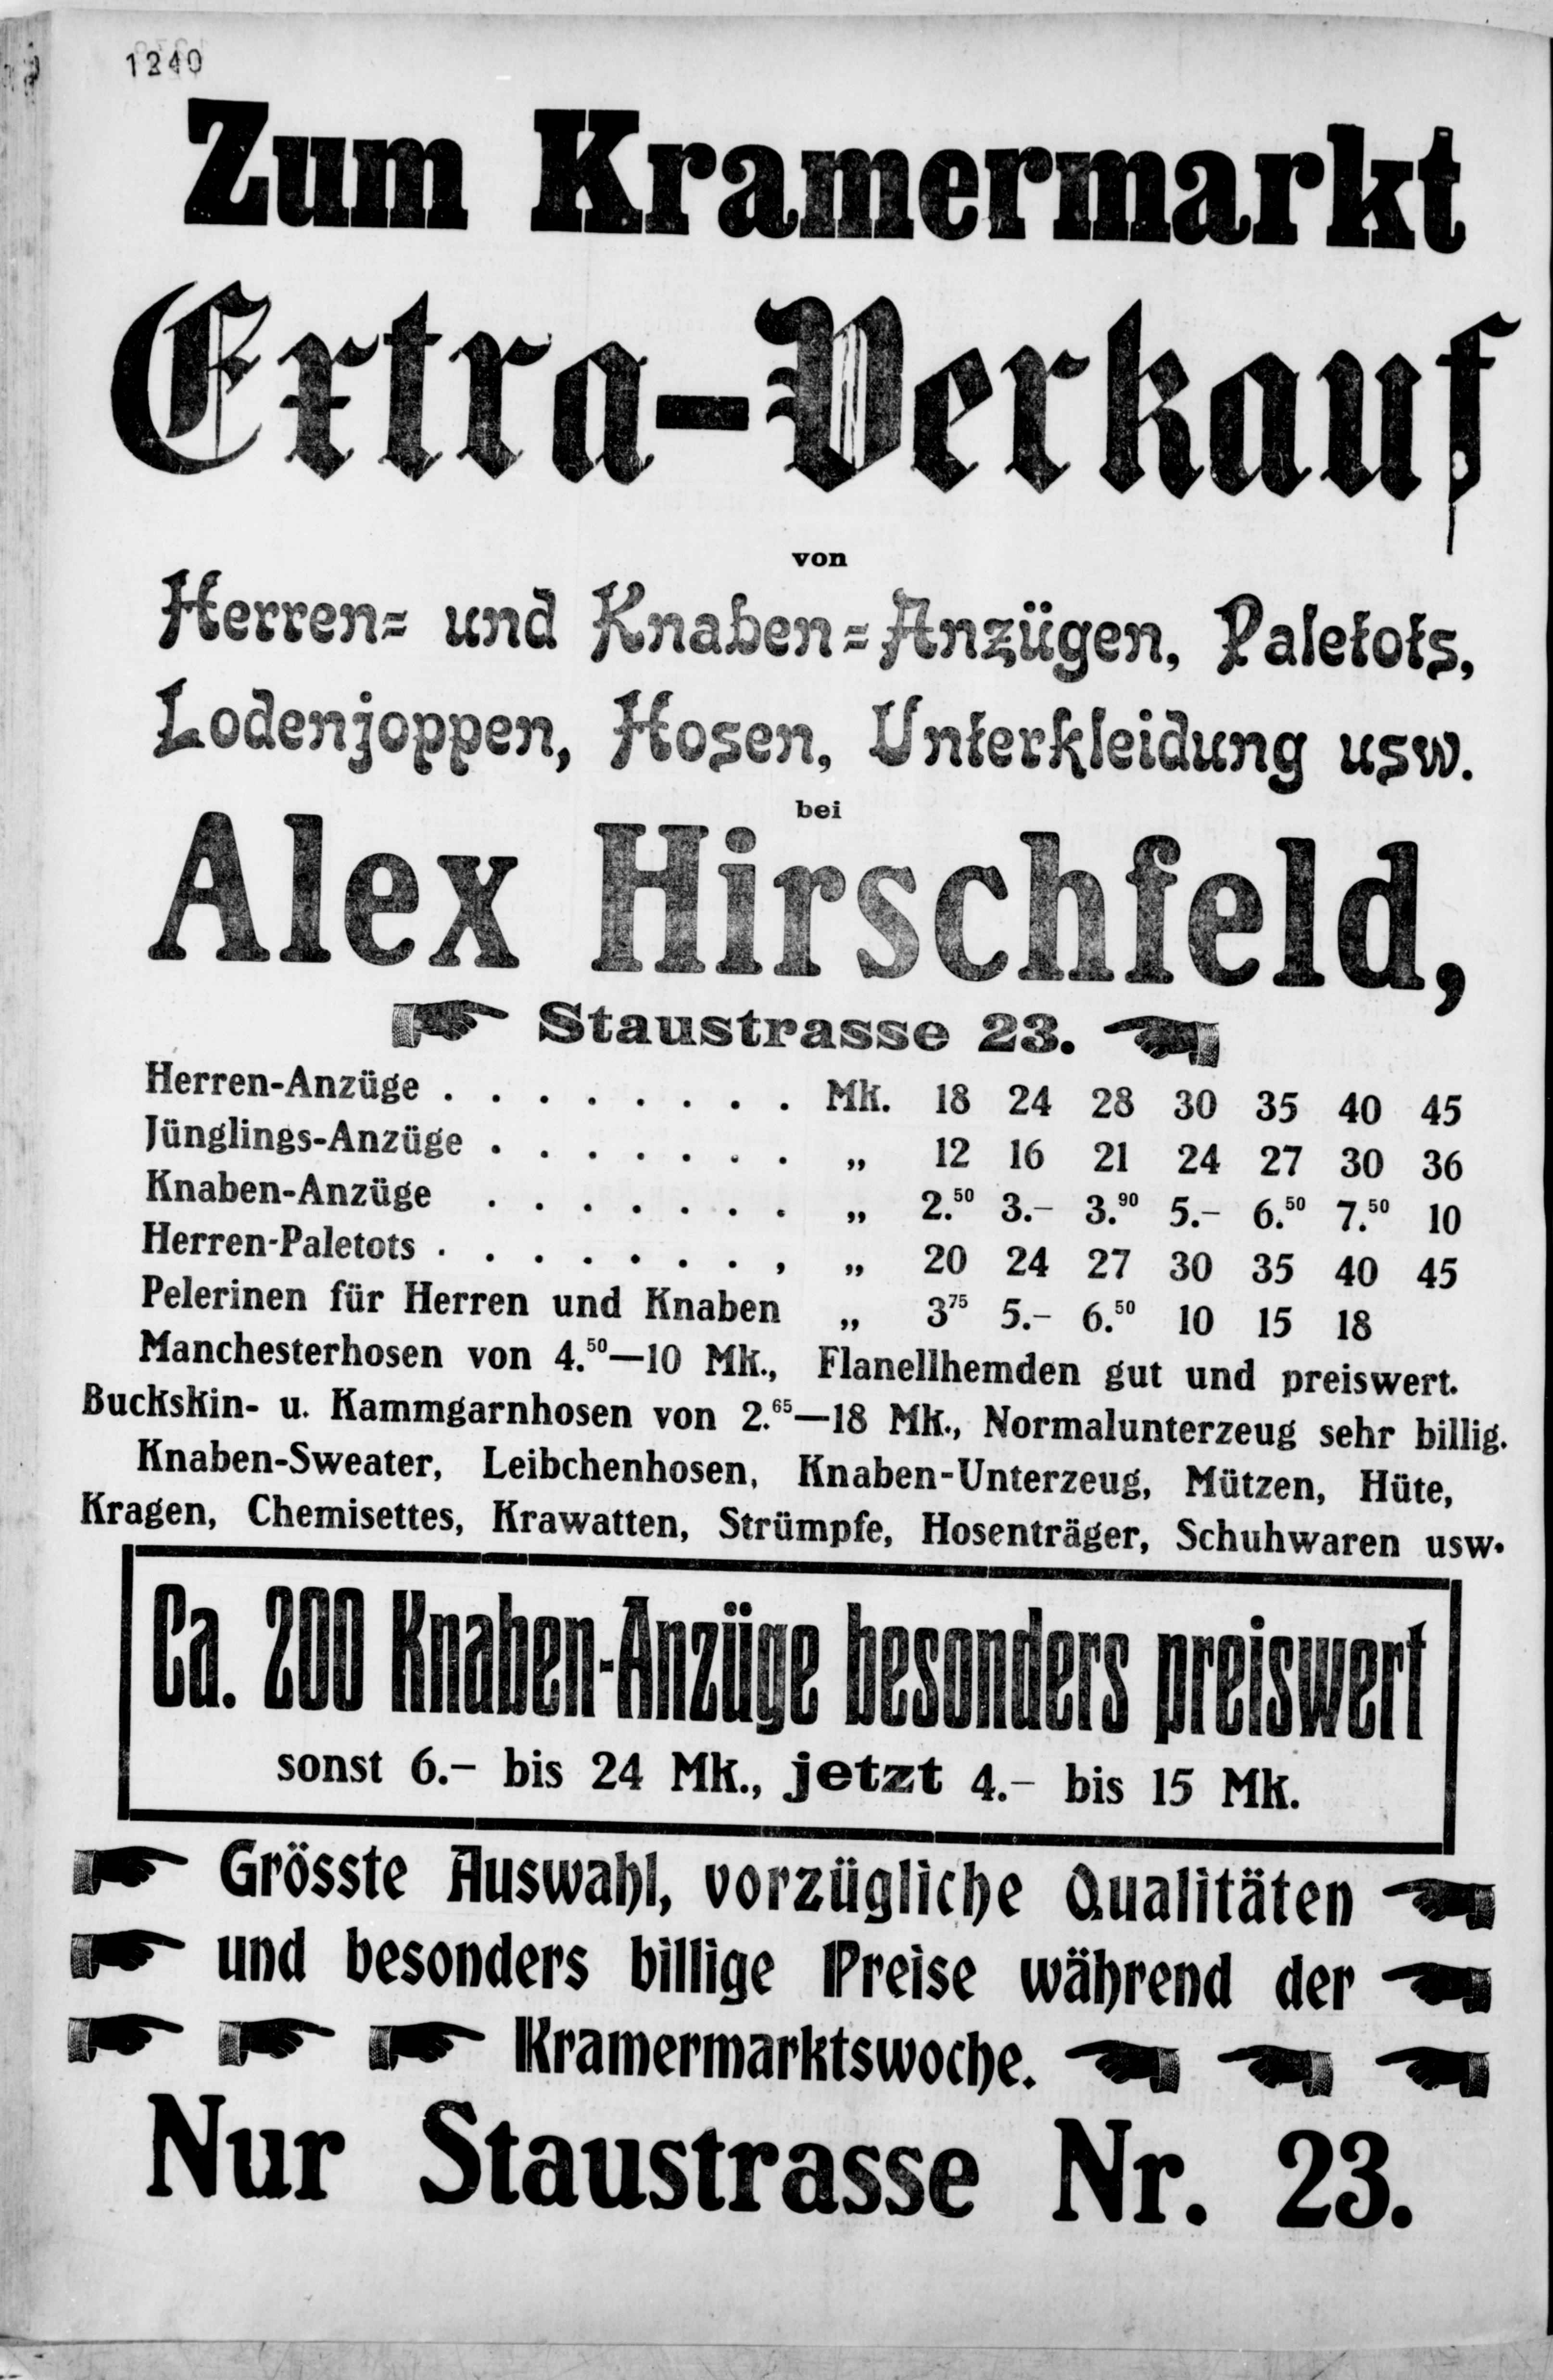 1240
Zum Kramermarkt
Extra-Verkauf
von
Herren- und Knaben-Anzügen, Paletots,
Lodenjoppen, Hosen, Unterkleidung usw.
bei
Alex Hirschfeld,
Staustrasse 23.
Herren-Anzüge . . . . . . . . Mk. 18 24 28 30 35 40 45
Jünglings-Anzüge . . . . . . . „ 12 16 21 24 27 30 36
Knaben-Anzüge . . . . . . . „ 2.50 3.- 3.90 5.- 6.50 7.50 10
Herren-Paletots . . . . . . . , „ 20 24 27 30 35 40 45
Pelerinen für Herren und Knaben „ 375 5.- 6.50 10 15 18
Manchesterhosen von 4.50—10 Mk., Flanellhemden gut und preiswert.
Buckskin- u. Kammgarnhosen von 2.65—18 Mk., Normalunterzeug sehr billig.
Knaben-Sweater, Leibchenhosen, Knaben-Unterzeug, Mützen, Hüte,
Kragen, Chemisettes, Krawatten, Strümpfe, Hosenträger, Schuhwaren usw.
Ca. 200 Knaben-Anzüge besonders preiswert
sonst 6.- bis 24 Mk., jetzt 4.- bis 15 Mk.
Grösste Auswahl, vorzügliche Qualitäten
und besonders billige Preise während der
Kramermarktswoche.
Nur Staustrasse Nr. 23.